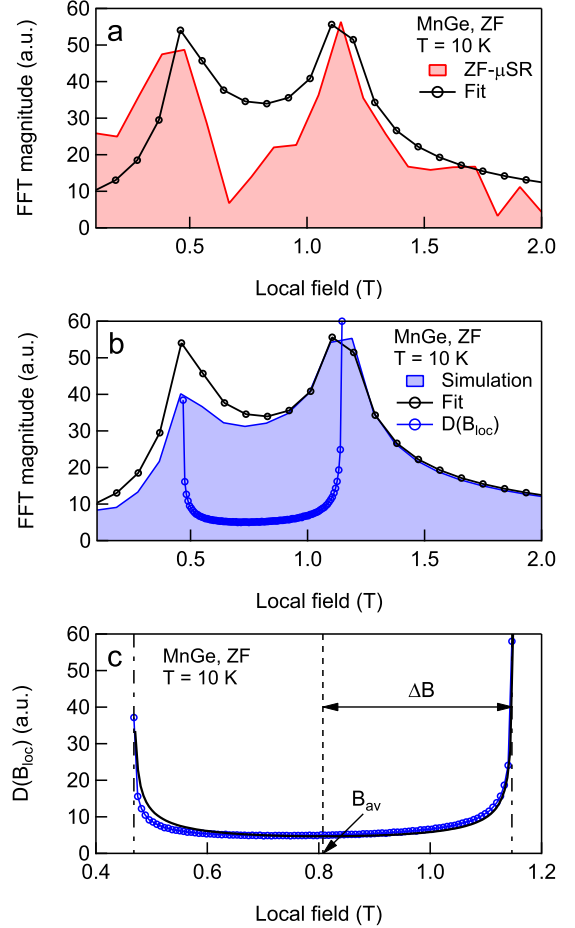 a
MnGe, ZF
T = 10 K
ZF-μSR
Fit
FFT magnitude (a.u.)
60
50
40
30
20
10
0
0.5
1.0
1.5
2.0
Local field (T)
b
MnGe, ZF
T = 10 K
Simulation
Fit
D(Bloc)
FFT magnitude (a.u.)
60
50
40
30
20
10
0
0.5
1.0
1.5
2.0
Local field (T)
c
MnGe, ZF
T = 10 K
ΔB
Bav
D(Bloc) (a.u.)
60
50
40
30
20
10
0
0.4
0.6
0.8
1.0
1.2
Local field (T)